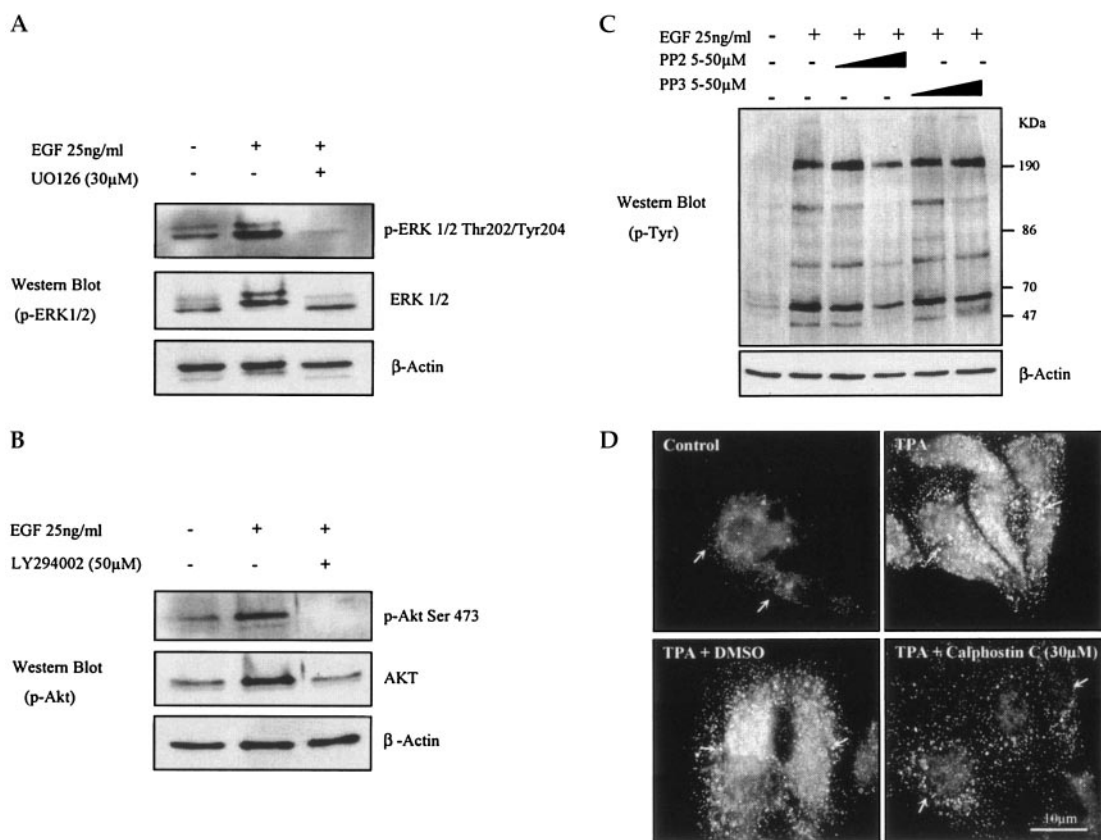 A
EGF 25ng/ml - + +
UO126 (30μM) - - +
p-ERK 1/2 Thr202/Tyr204
Western Blot
(p-ERK1/2)
ERK 1/2
β-Actin
B
EGF 25ng/ml - + +
LY294002 (50μM) - - +
p-Akt Ser 473
Western Blot
(p-Akt)
AKT
β-Actin
C
EGF 25ng/ml - + + + + +
PP2 5-50μM - - - -
PP3 5-50μM - - - -
KDa
190
Western Blot
(p-Tyr)
86
70
47
β-Actin
D
Control
TPA
TPA + DMSO
TPA + Calphostin C (30μM)
10μm